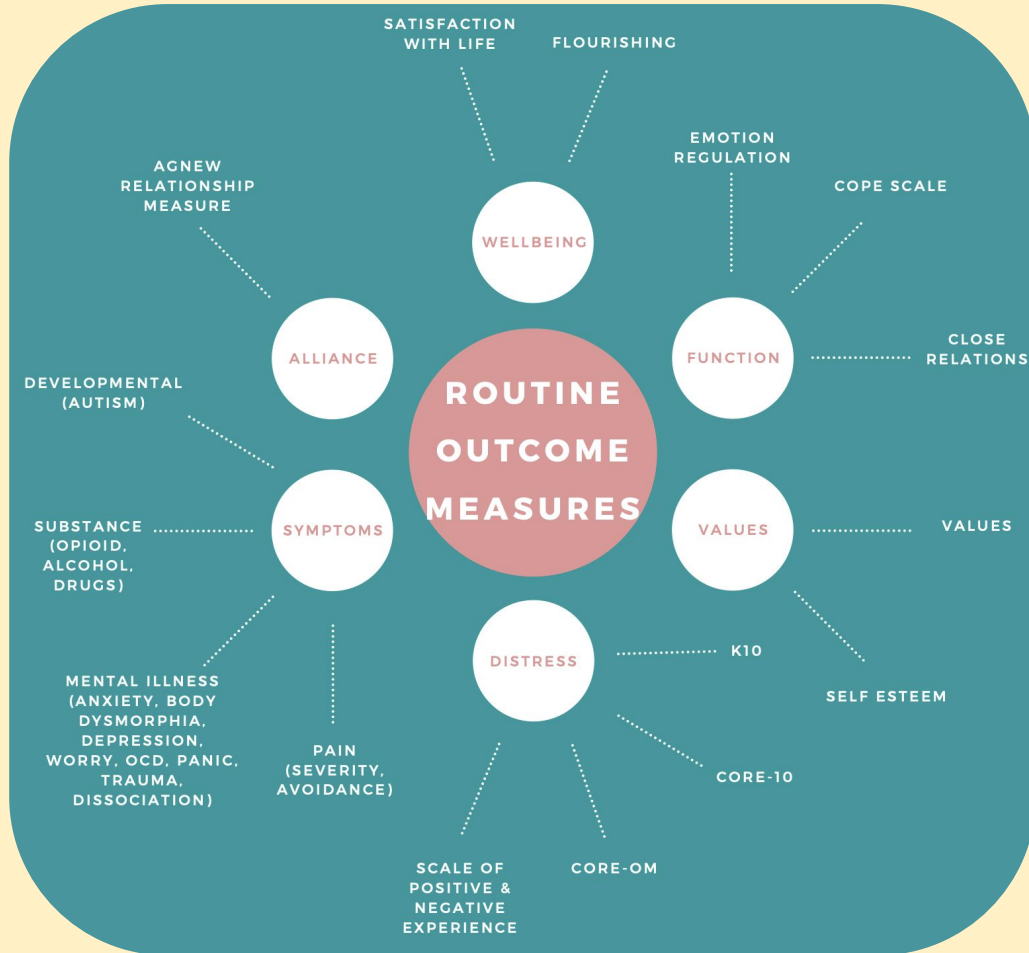 SATISFACTION
WITH LIFE
FLOURISHING
EMOTION
REGULATION
COPE SCALE
AGNEW
RELATIONSHIP
MEASURE
WELLBEING
ALLIANCE
FUNCTION
CLOSE
RELATIONS
ROUTINE
OUTCOME
MEASURES
DEVELOPMENTAL
(AUTISM)
SUBSTANCE
(OPIOID,
ALCOHOL,
DRUGS)
SYMPTOMS
VALUES
VALUES
DISTRESS
K10
SELF ESTEEM
MENTAL ILLNESS
(ANXIETY, BODY
DYSMORPHIA,
DEPRESSION,
WORRY, OCD, PANIC,
TRAUMA,
DISSOCIATION)
PAIN
(SEVERITY,
AVOIDANCE)
CORE-10
SCALE OF
POSITIVE &
NEGATIVE
EXPERIENCE
CORE-OM